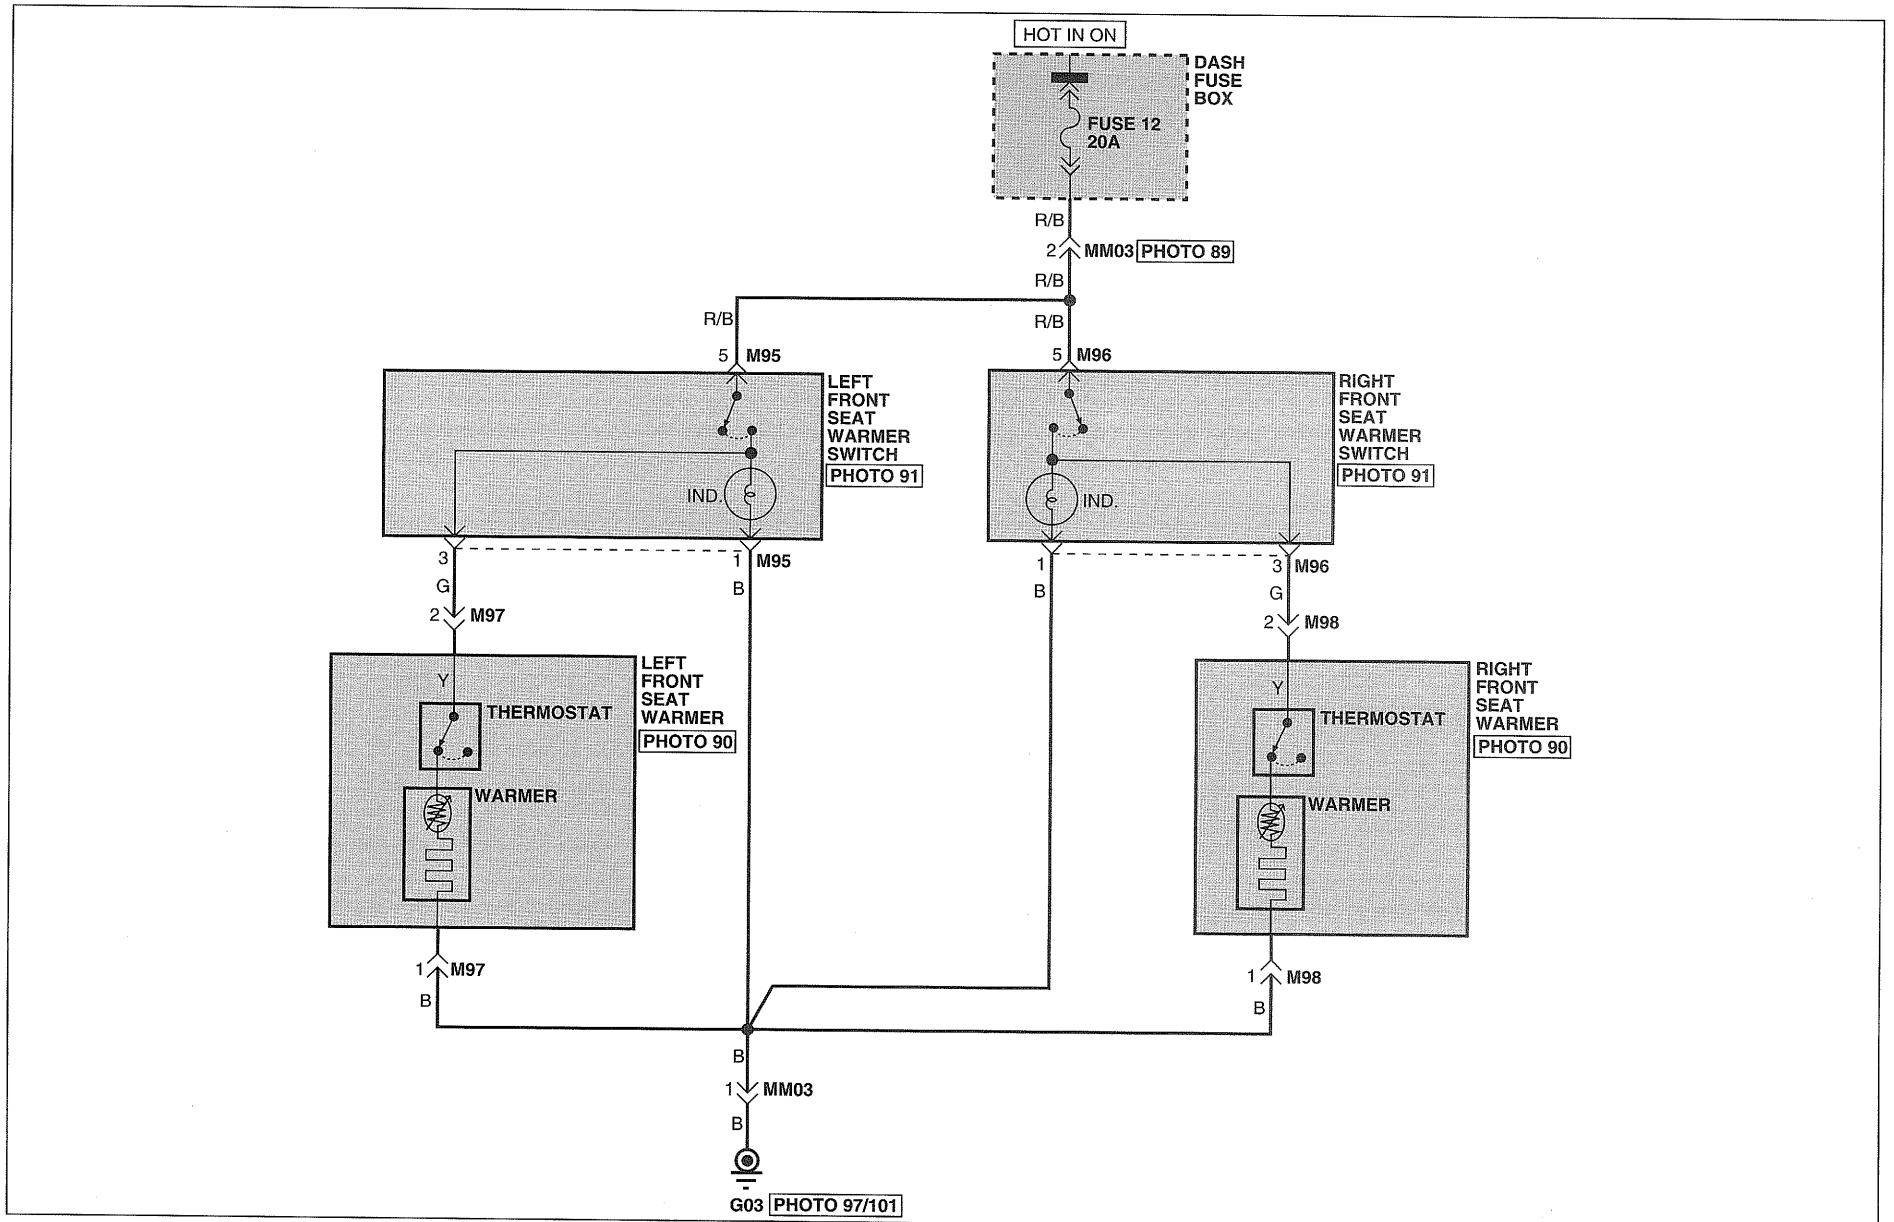 HOT IN ON
DASH
FUSE
BOX
FUSE 12
20A
R/B
2 MM03 PHOTO 89
R/B
R/B
R/B
5 M95
5 M96
LEFT
FRONT
SEAT
WARMER
SWITCH
PHOTO 91
IND.
RIGHT
FRONT
SEAT
WARMER
SWITCH
PHOTO 91
IND.
3
1 M95
1
3 M96
G
B
B
G
2 M97
2 M98
LEFT
FRONT
SEAT
WARMER
PHOTO 90
Y
THERMOSTAT
WARMER
RIGHT
FRONT
SEAT
WARMER
PHOTO 90
Y
THERMOSTAT
WARMER
1 M97
1 M98
B
B
B
1 MM03
B
G03 PHOTO 97/101